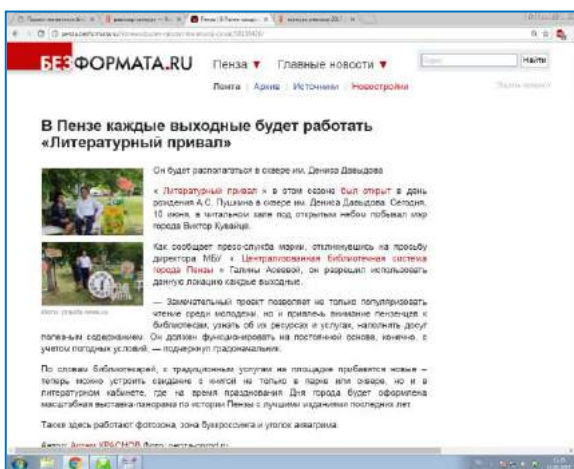 БЕЗФОРМАТА.RU
Пенза ▼ Главные новости ▼
Найти
Лента | Архив | Источники | Новостройки
В Пензе каждые выходные будет работать
«Литературный привал»
Он будет располагаться в сквере им. Дениса Давыдова
« Литературный привал » в этом сезоне был открыт в день
рождения А.С. Пушкина в сквере им. Дениса Давыдова. Сегодня,
10 июня, в читальном зале под открытым небом побывал мэр
города Виктор Кувайцев.
Как сообщает пресс-служба мэрии, откликнувшись на просьбу
директора МБУ « Централизованная библиотечная система
города Пензы » Галины Асеевой, он разрешил использовать
данную локацию каждые выходные.
— Замечательный проект позволяет не только популяризовать
чтение среди молодежи, но и привлечь внимание пензенцев к
библиотекам, узнать об их ресурсах и услугах, наполнять досуг
полезным содержанием. Он должен функционировать на постоянной основе, конечно, с
учетом погодных условий, — подчеркнул градоначальник.
По словам библиотекарей, к традиционным услугам на площадке прибавятся новые –
теперь можно устроить свидание с книгой не только в парке или сквере, но и в
литературном кабинете, где на время празднования Дня города будет оформлена
масштабная выставка-панорама по истории Пензы с лучшими изданиями последних лет.
Также здесь работают фотозона, зона буккроссинга и уголок аквагрима.
Автор: Артем КРАСНОВ Фото: